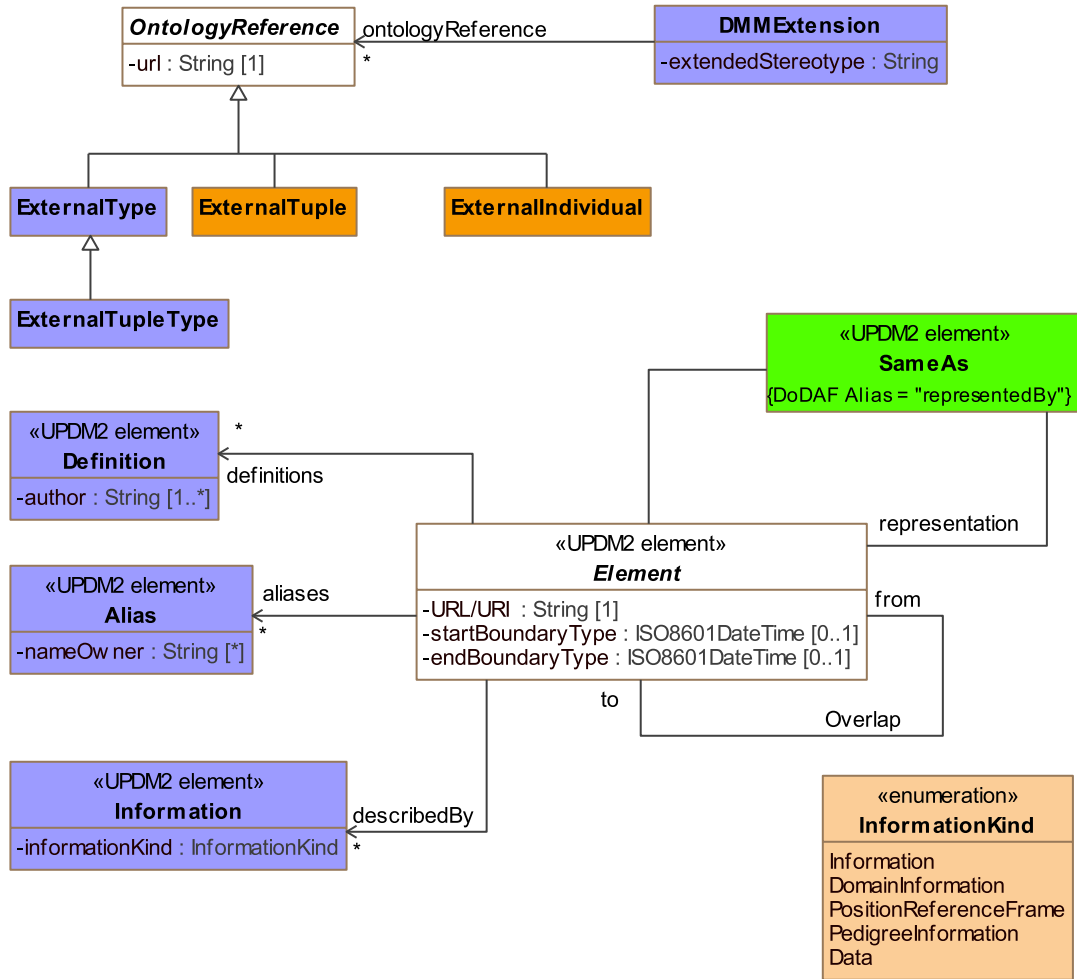 OntologyReference
-url : String [1]
ontologyReference
*
DMMExtension
-extendedStereotype : String
ExternalType
ExternalTuple
ExternalIndividual
ExternalTupleType
«UPDM2 element»
SameAs
{DoDAF Alias = "representedBy"}
«UPDM2 element»
Definition
-author : String [1..*]
*
definitions
representation
«UPDM2 element»
Element
-URL/URI : String [1]
-startBoundaryType : ISO8601DateTime [0..1]
-endBoundaryType : ISO8601DateTime [0..1]
«UPDM2 element»
Alias
-nameOwner : String [*]
aliases
*
from
to
Overlap
«UPDM2 element»
Information
-informationKind : InformationKind
describedBy
*
«enumeration»
InformationKind
Information
DomainInformation
PositionReferenceFrame
PedigreeInformation
Data